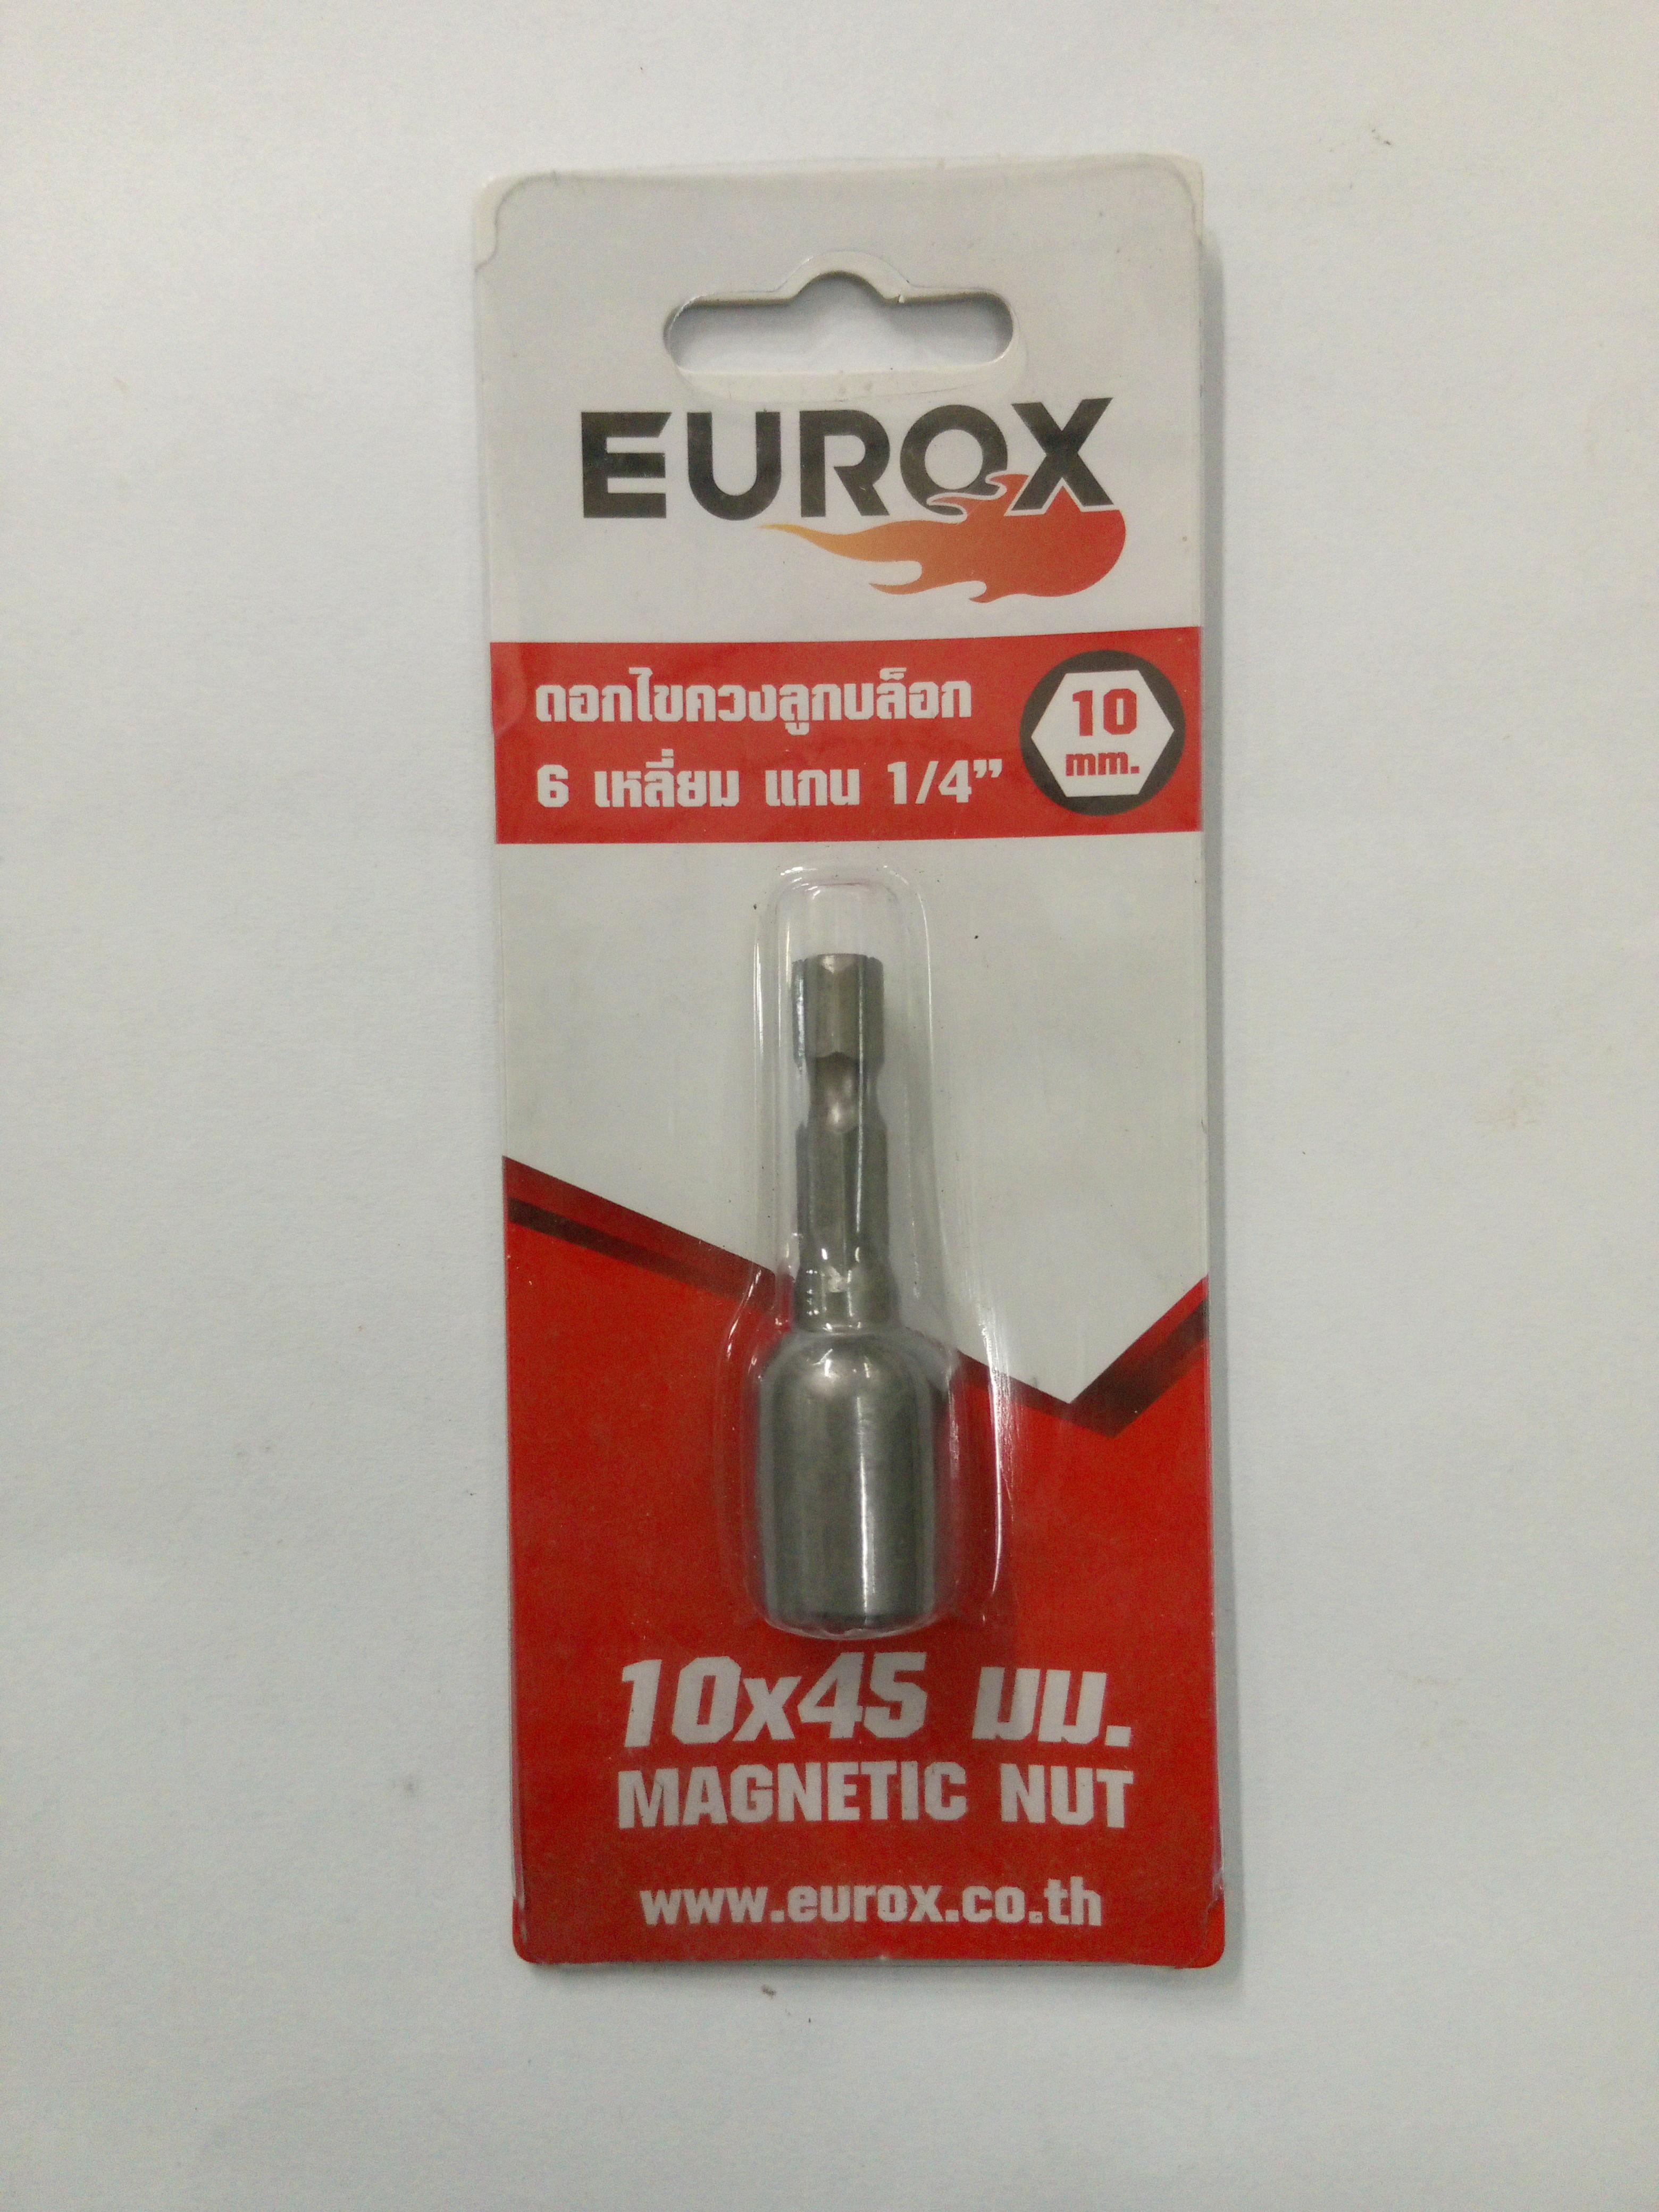 EUROX
ดอกไขควงลูกบล็อก
6 เหลี่ยม แกน 1/4”
10
mm.
10x45 มม.
MAGNETIC NUT
www.eurox.co.th